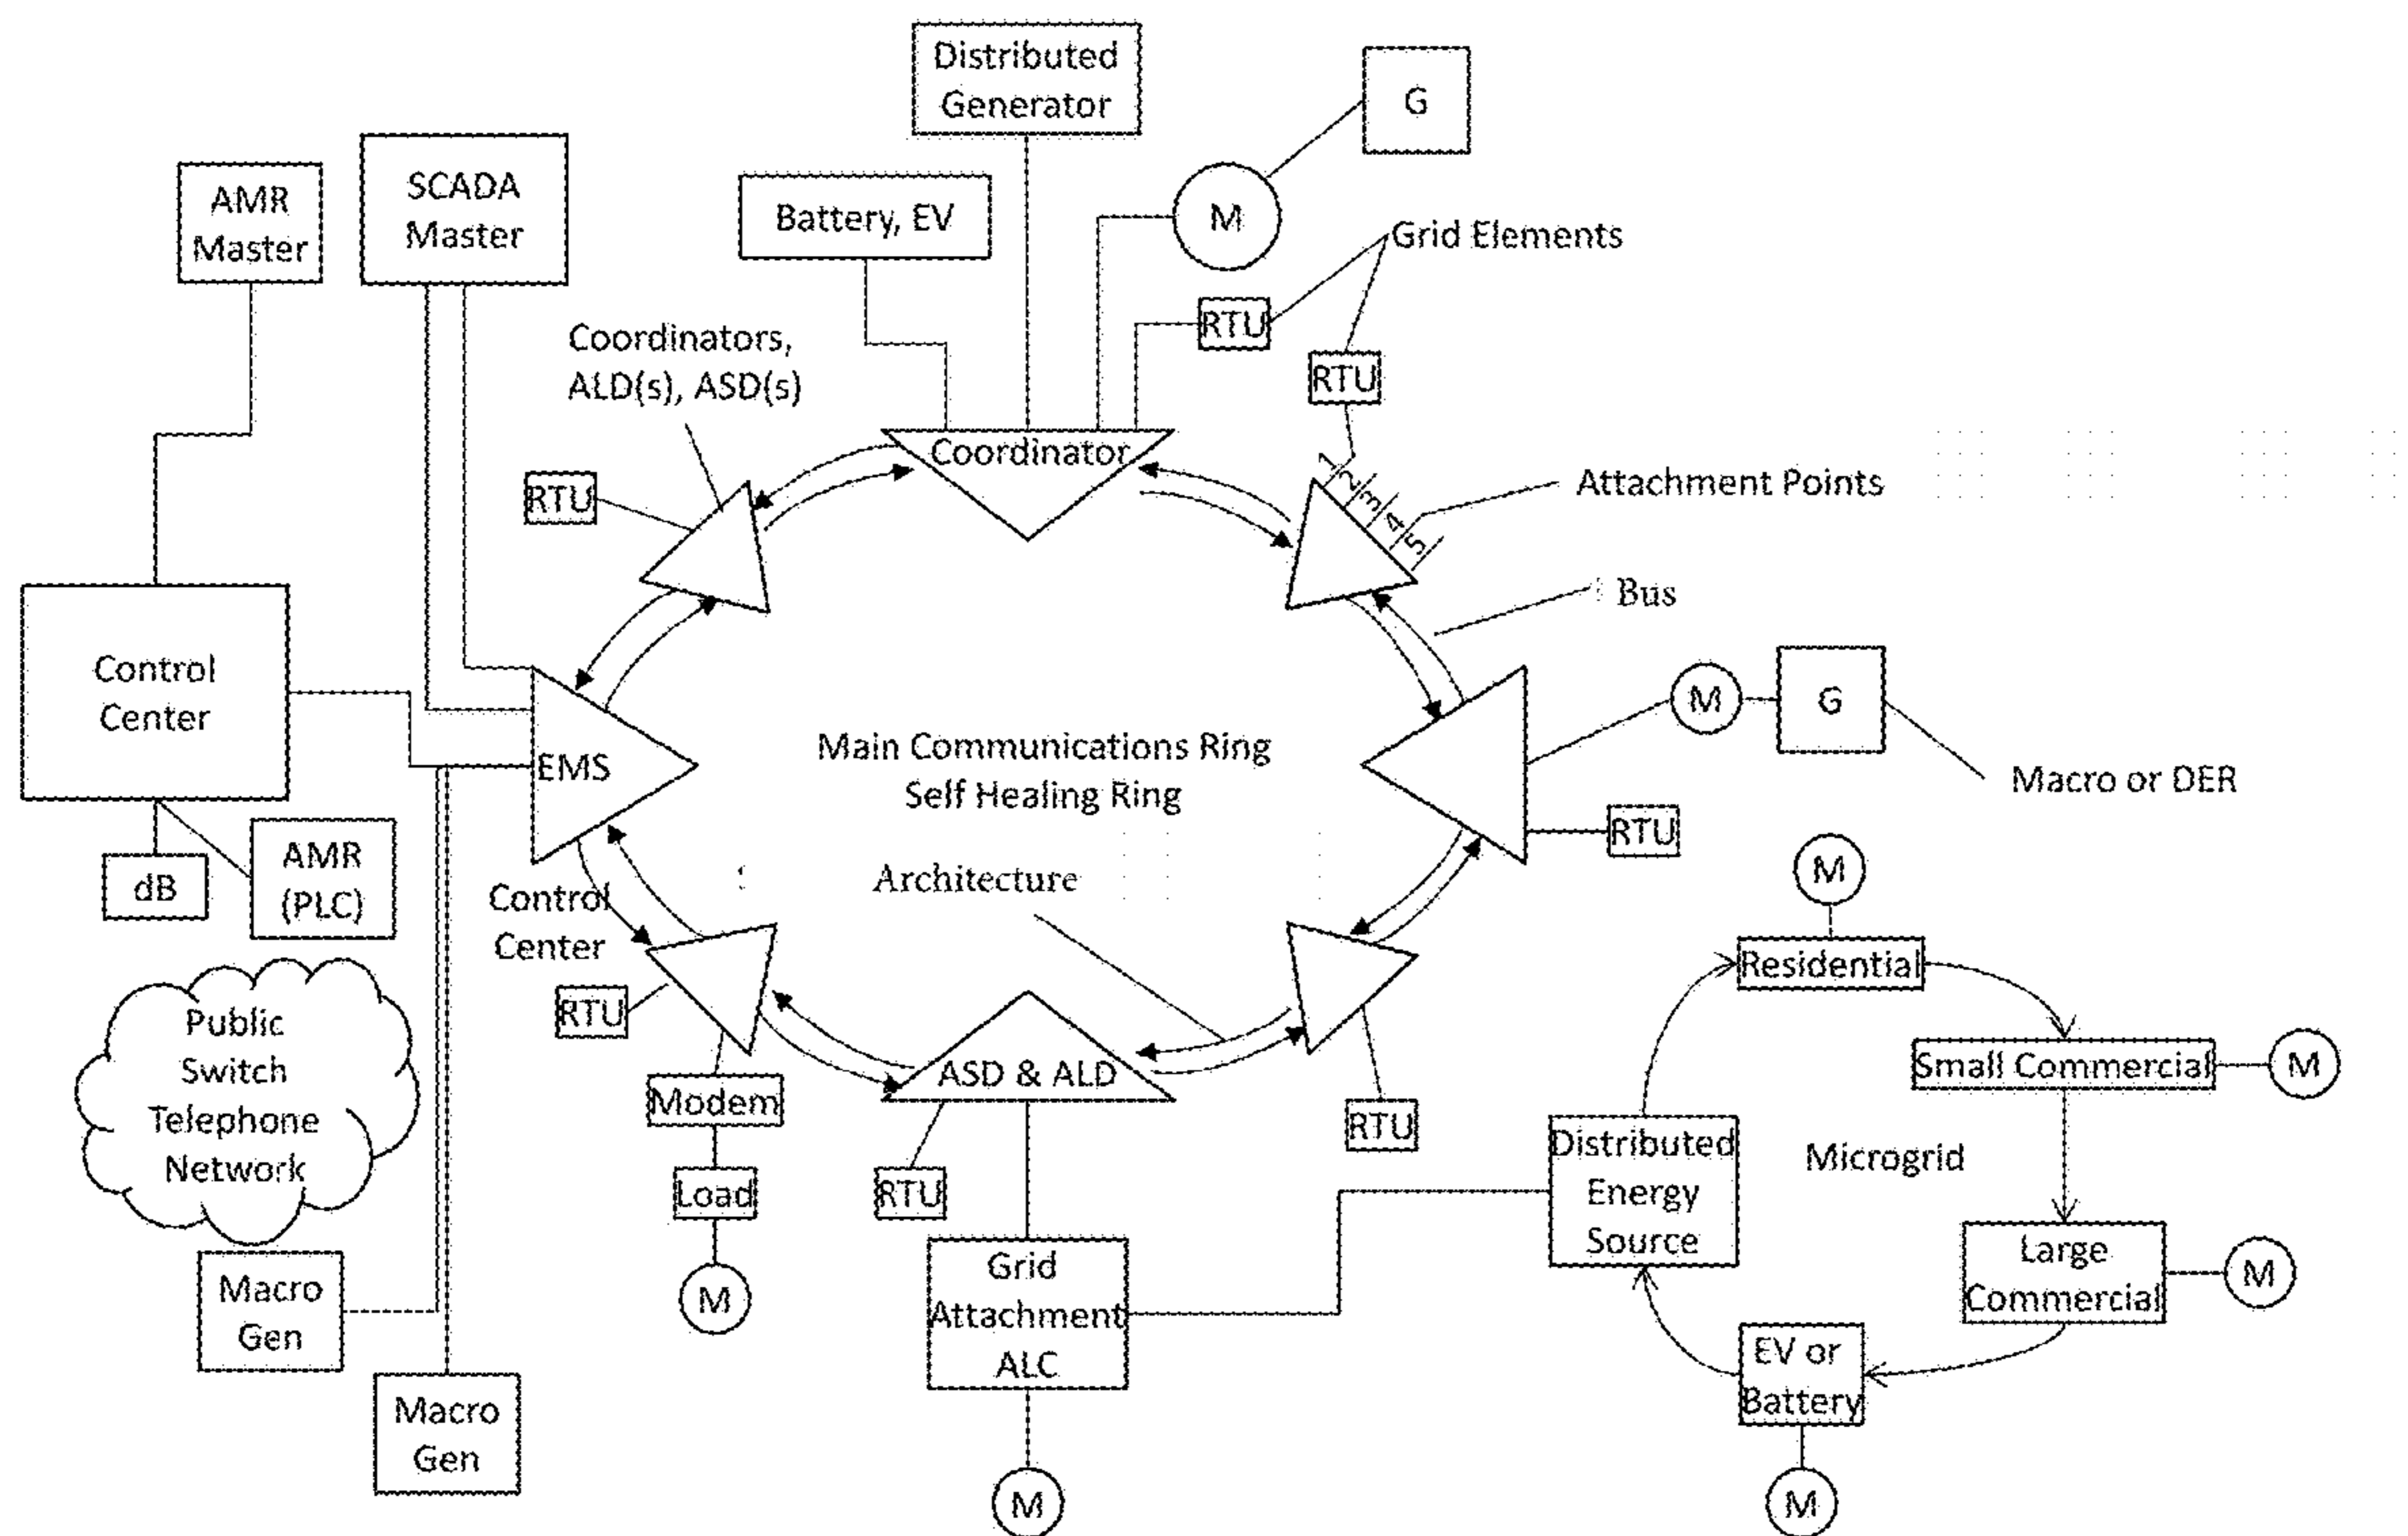 Distributed
Generator
G
AMR
Master
SCADA
Master
Battery, EV
M
Grid Elements
RTU
Coordinators,
ALD(s), ASD(s)
RTU
Coordinator
1
2
3
4
5
RTU
Attachment Points
Bus
Control
Center
EMS
Main Communications Ring
Self Healing Ring
M
G
Macro or DER
RTU
dB
AMR
(PLC)
Control
Center
Architecture
M
Residential
Public
Switch
Telephone
Network
RTU
Modem
Load
M
ASD & ALD
RTU
RTU
Small Commercial
M
Distributed
Energy
Source
Microgrid
Grid
Attachment
ALC
Large
Commercial
M
Macro
Gen
Macro
Gen
EV or
Battery
M
M